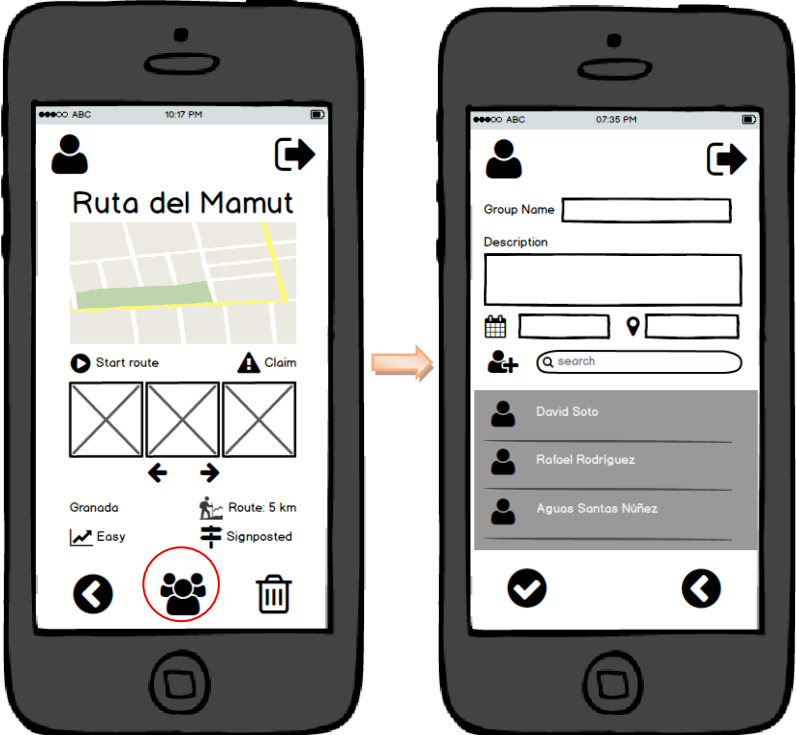 ABC 10:17 PM
Ruta del Mamut
Start route Claim
Granada Route: 5 km
Easy Signposted
ABC 07:35 PM
Group Name
Description
search
David Soto
Rafael Rodríguez
Aguas Santas Núñez